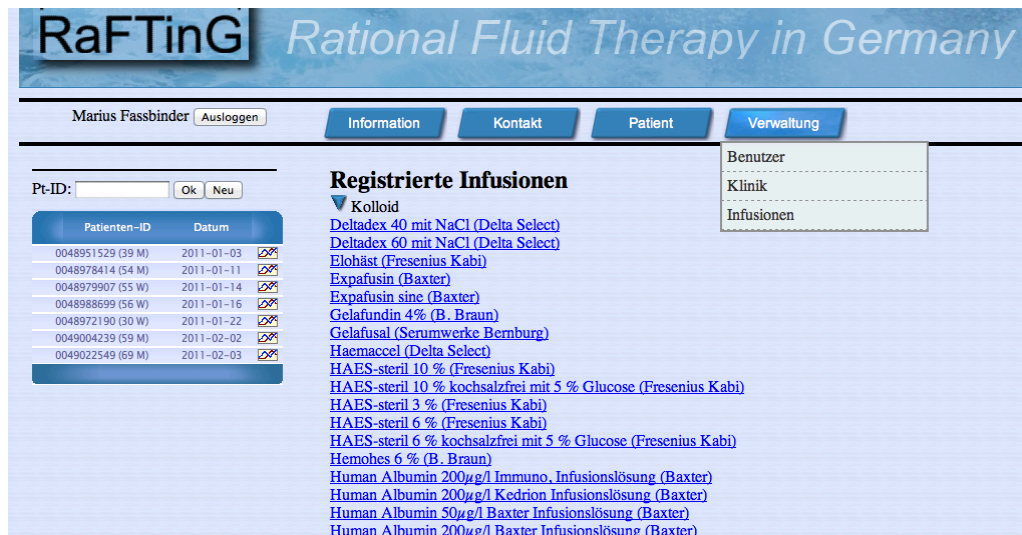 RaFTinG Rational Fluid Therapy in Germany
Marius Fassbinder Ausloggen
Information Kontakt Patient Verwaltung
Benutzer
Klinik
Infusionen
Pt-ID: Ok Neu
Patienten-ID Datum
0048951529 (39 M) 2011-01-03
0048978414 (54 M) 2011-01-11
0048979907 (55 W) 2011-01-14
0048988699 (56 W) 2011-01-16
0048972190 (30 W) 2011-01-22
0049004239 (59 M) 2011-02-02
0049022549 (69 M) 2011-02-03
Registrierte Infusionen
Kolloid
Deltadex 40 mit NaCl (Delta Select)
Deltadex 60 mit NaCl (Delta Select)
Elohäst (Fresenius Kabi)
Expafusin (Baxter)
Expafusin sine (Baxter)
Gelafundin 4% (B. Braun)
Gelafusal (Serumwerke Bernburg)
Haemaccel (Delta Select)
HAES-steril 10 % (Fresenius Kabi)
HAES-steril 10 % kochsalzfrei mit 5 % Glucose (Fresenius Kabi)
HAES-steril 3 % (Fresenius Kabi)
HAES-steril 6 % (Fresenius Kabi)
HAES-steril 6 % kochsalzfrei mit 5 % Glucose (Fresenius Kabi)
Hemohes 6 % (B. Braun)
Human Albumin 200µg/l Immuno, Infusionslösung (Baxter)
Human Albumin 200µg/l Kedrion Infusionslösung (Baxter)
Human Albumin 50µg/l Baxter Infusionslösung (Baxter)
Human Albumin 200µg/l Baxter Infusionslösung (Baxter)